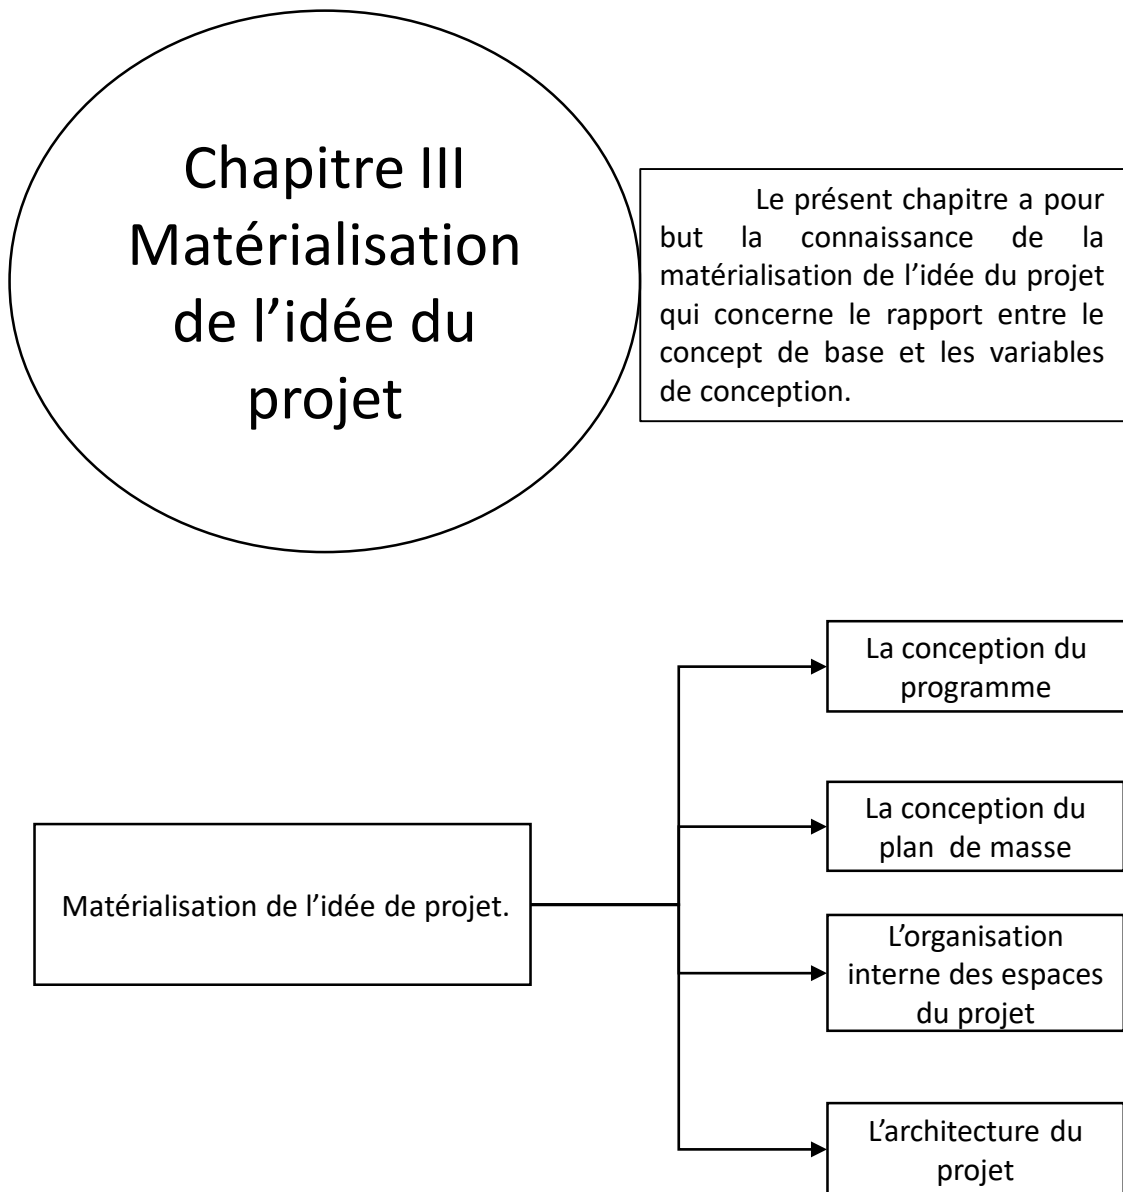 Chapitre III
Matérialisation
de l’idée du
projet
Le présent chapitre a pour
but la connaissance de la
matérialisation de l’idée du projet
qui concerne le rapport entre le
concept de base et les variables
de conception.
La conception du
programme
La conception du
plan de masse
Matérialisation de l’idée de projet.
L’organisation
interne des espaces
du projet
L’architecture du
projet